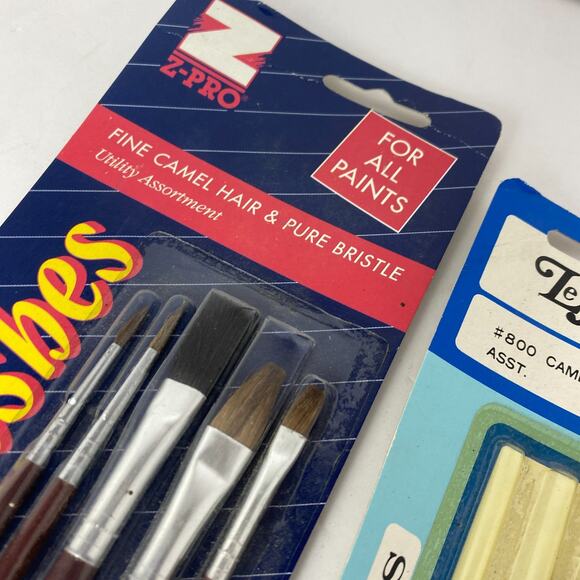 Z
Z-PRO®
FOR
ALL
PAINTS
FINE CAMEL HAIR & PURE BRISTLE
Utility Assortment
shes
#800 CAM
ASST.
S